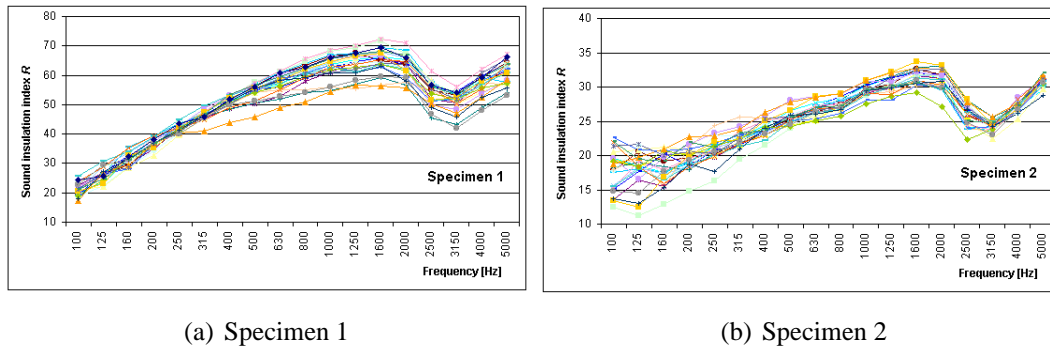 Sound insulation index R
80
70
60
50
40
30
20
10
100 125 160 200 250 315 400 500 630 800 1000 1250 1600 2000 2500 3150 4000 5000
Specimen 1
Frequency [Hz]
Sound insulation index R
40
35
30
25
20
15
10
100 125 160 200 250 315 400 500 630 800 1000 1250 1600 2000 2500 3150 4000 5000
Specimen 2
Frequency [Hz]
(a) Specimen 1
(b) Specimen 2